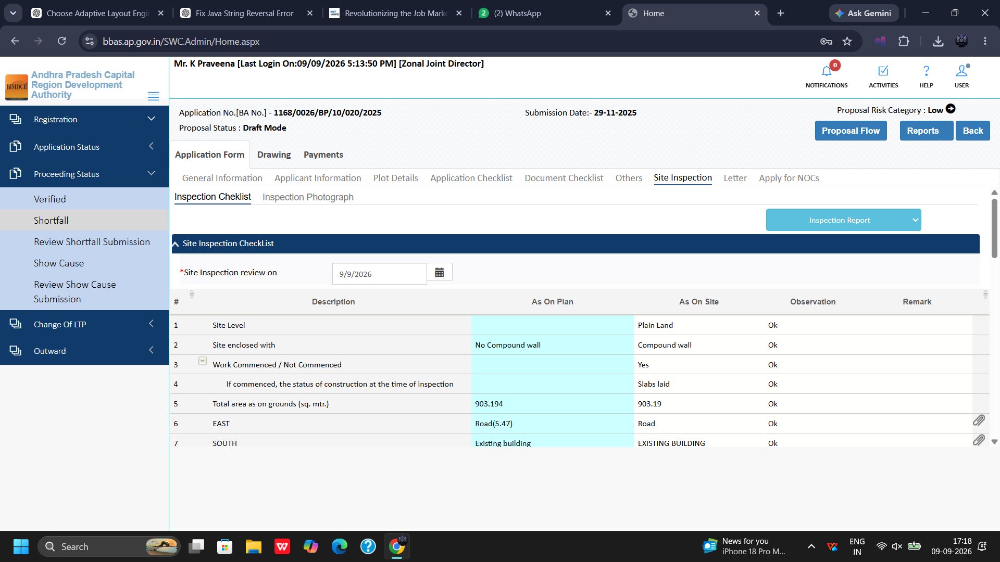 Choose Adaptive Layout Engi
Fix Java String Reversal Error
Revolutionizing the Job Marke
2
(2) WhatsApp
Home
Ask Gemini
bbas.ap.gov.in/SWC.Admin/Home.aspx
BIMDCR
Andhra Pradesh Capital
Region Development
Authority
Mr. K Praveena [Last Login On:09/09/2026 5:13:50 PM] [Zonal Joint Director]
0
NOTIFICATIONS
ACTIVITIES
HELP
USER
Registration
Application Status
Proceeding Status
Verified
Shortfall
Review Shortfall Submission
Show Cause
Review Show Cause
Submission
Change Of LTP
Outward
Application No.[BA No.] - 1168/0026/BP/10/020/2025
Submission Date:- 29-11-2025
Proposal Risk Category : Low
Proposal Status : Draft Mode
Proposal Flow
Reports
Back
Application Form
Drawing
Payments
General Information
Applicant Information
Plot Details
Application Checklist
Document Checklist
Others
Site Inspection
Letter
Apply for NOCs
Inspection Cheklist
Inspection Photograph
Inspection Report
Site Inspection CheckList
*Site Inspection review on
9/9/2026
# Description As On Plan As On Site Observation Remark
1 Site Level Plain Land Ok
2 Site enclosed with No Compound wall Compound wall Ok
3 Work Commenced / Not Commenced Yes Ok
4 If commenced, the status of construction at the time of inspection Slabs laid Ok
5 Total area as on grounds (sq. mtr.) 903.194 903.19 Ok
6 EAST Road(5.47) Road Ok
7 SOUTH Existing building EXISTING BUILDING Ok
Search
News for you
iPhone 18 Pro M...
ENG
IN
17:18
09-09-2026